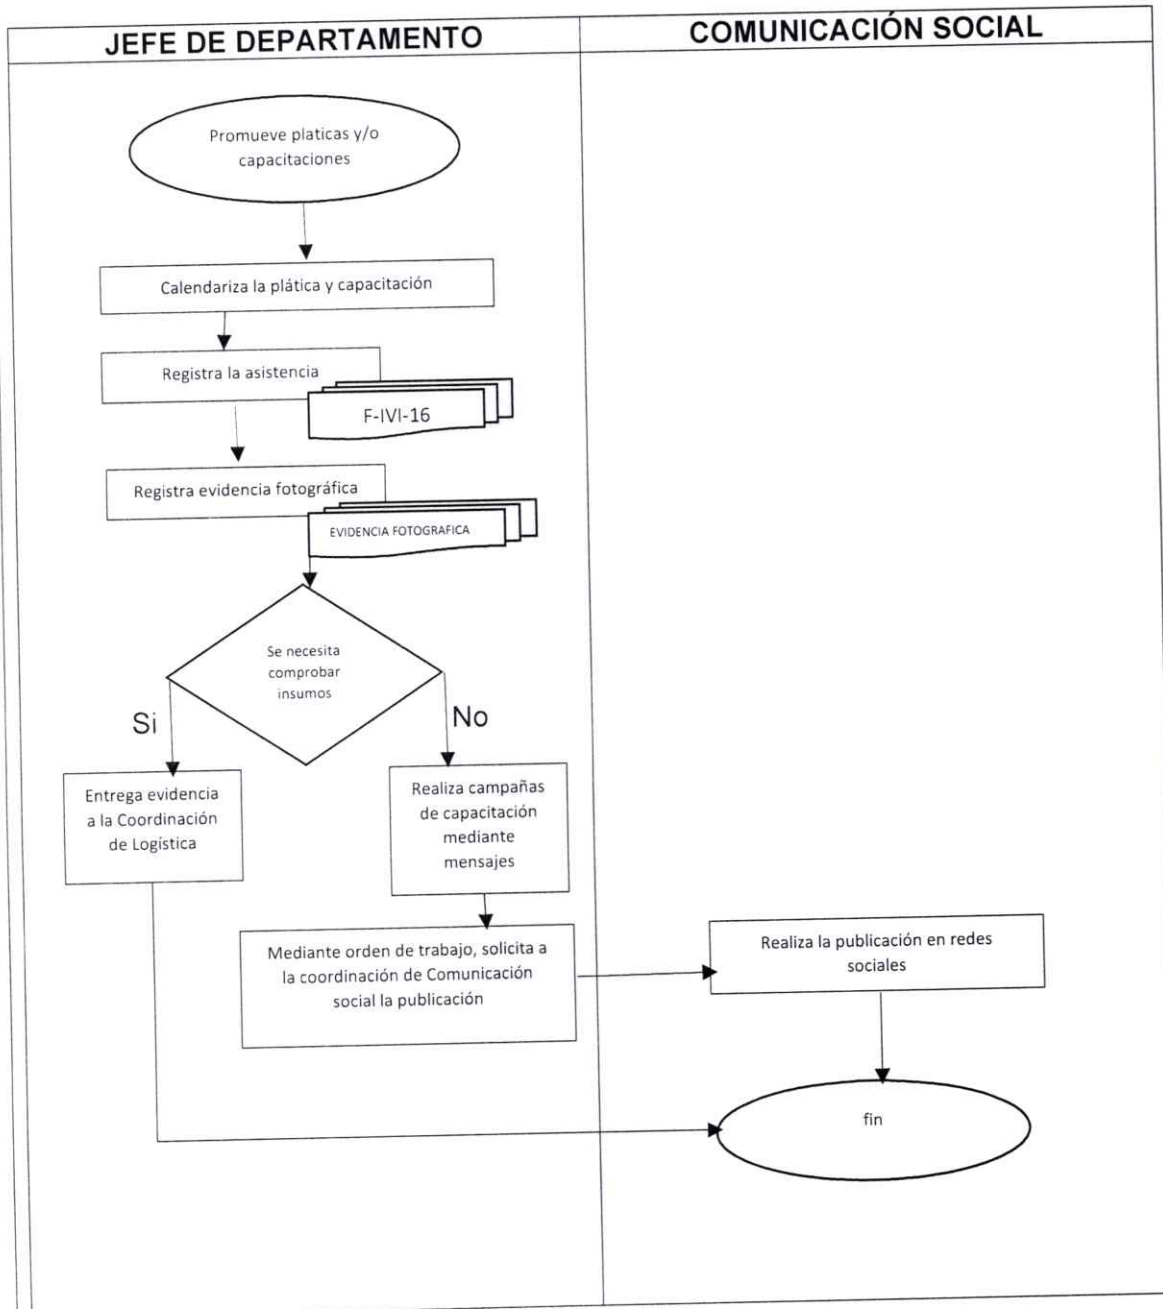 JEFE DE DEPARTAMENTO
COMUNICACIÓN SOCIAL
Promueve platicas y/o
capacitaciones
Calendariza la plática y capacitación
Registra la asistencia
F-IVI-16
Registra evidencia fotográfica
EVIDENCIA FOTOGRAFICA
Se necesita
comprobar
insumos
Si
No
Entrega evidencia
a la Coordinación
de Logística
Realiza campañas
de capacitación
mediante
mensajes
Mediante orden de trabajo, solicita a
la coordinación de Comunicación
social la publicación
Realiza la publicación en redes
sociales
fin